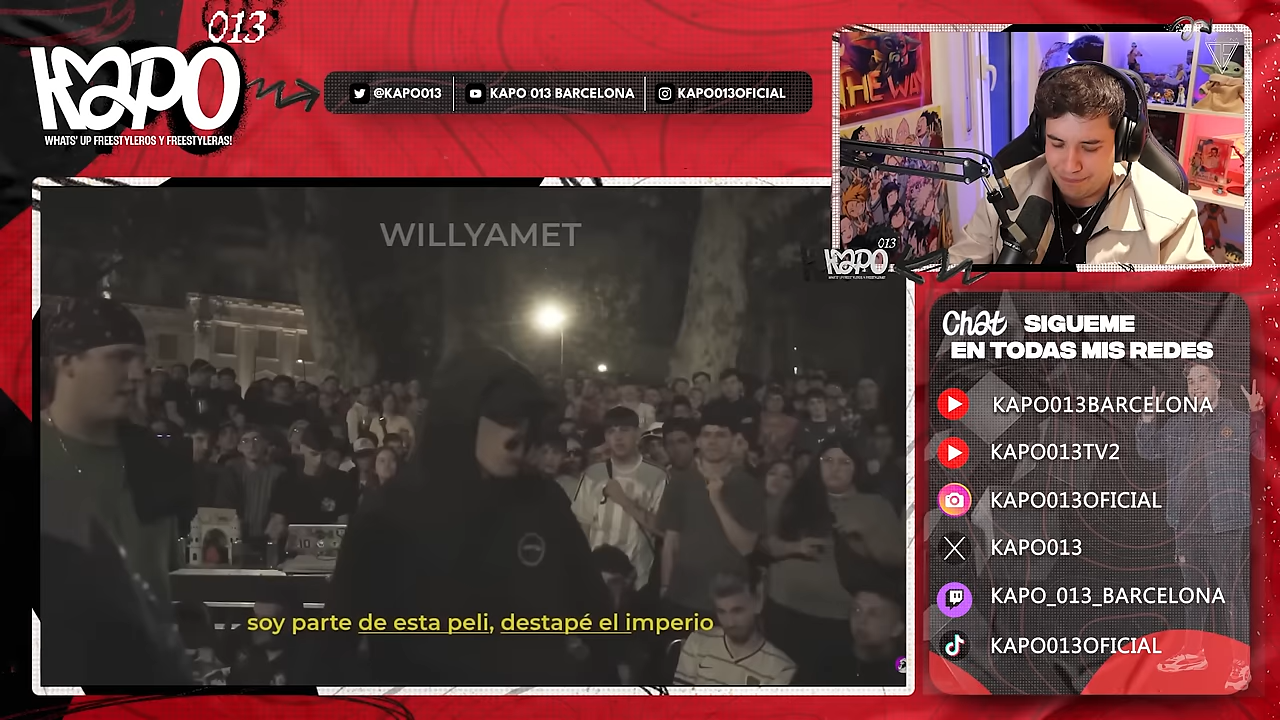 013
KAPO
WHATS' UP FREESTYLEROS Y FREESTYLERAS!
@KAPO013
KAPO 013 BARCELONA
KAPO013OFICIAL
THE WAY
WILLYAMET
013
KAPO
soy parte de esta peli, destapé el imperio
Chat SIGUEME
EN TODAS MIS REDES
KAPO013BARCELONA
KAPO013TV2
KAPO013OFICIAL
KAPO013
KAPO_013_BARCELONA
KAPO013OFICIAL